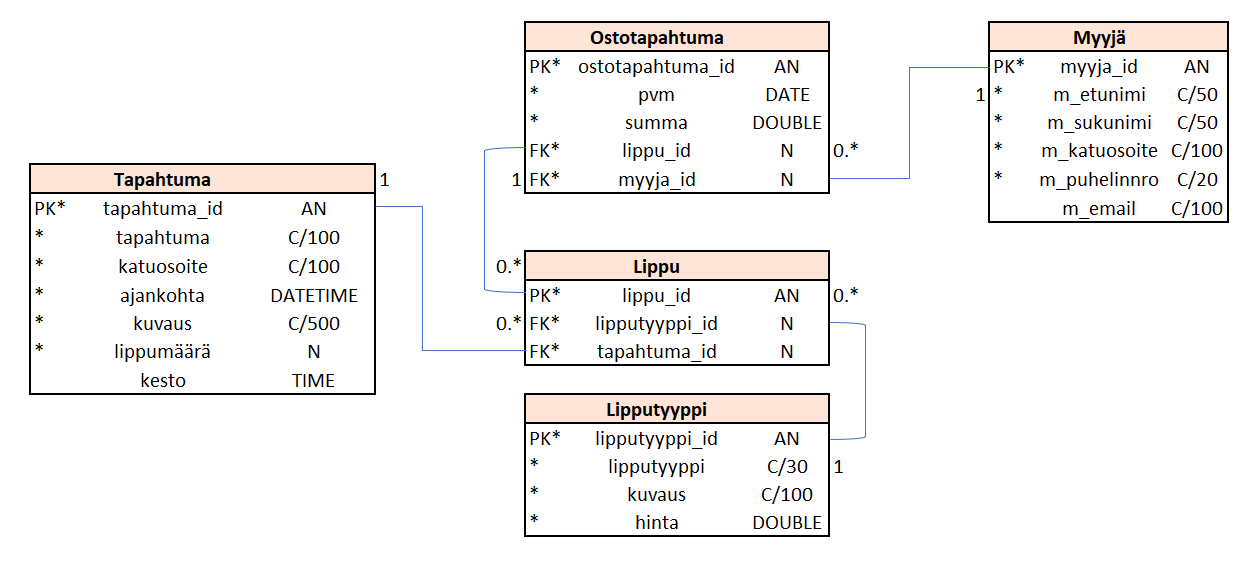 Ostotapahtuma
PK* ostotapahtuma_id AN
* pvm DATE
* summa DOUBLE
FK* lippu_id N 0.*
1 FK* myyja_id N
Myyjä
PK* myyja_id AN
1 * m_etunimi C/50
* m_sukunimi C/50
* m_katuosoite C/100
* m_puhelinnro C/20
m_email C/100
Tapahtuma 1
PK* tapahtuma_id AN
* tapahtuma C/100
* katuosoite C/100
* ajankohta DATETIME
* kuvaus C/500
* lippumäärä N
kesto TIME
0.* Lippu
PK* lippu_id AN 0.*
0.* FK* lipputyyppi_id N
FK* tapahtuma_id N
Lipputyyppi
PK* lipputyyppi_id AN
* lipputyyppi C/30 1
* kuvaus C/100
* hinta DOUBLE